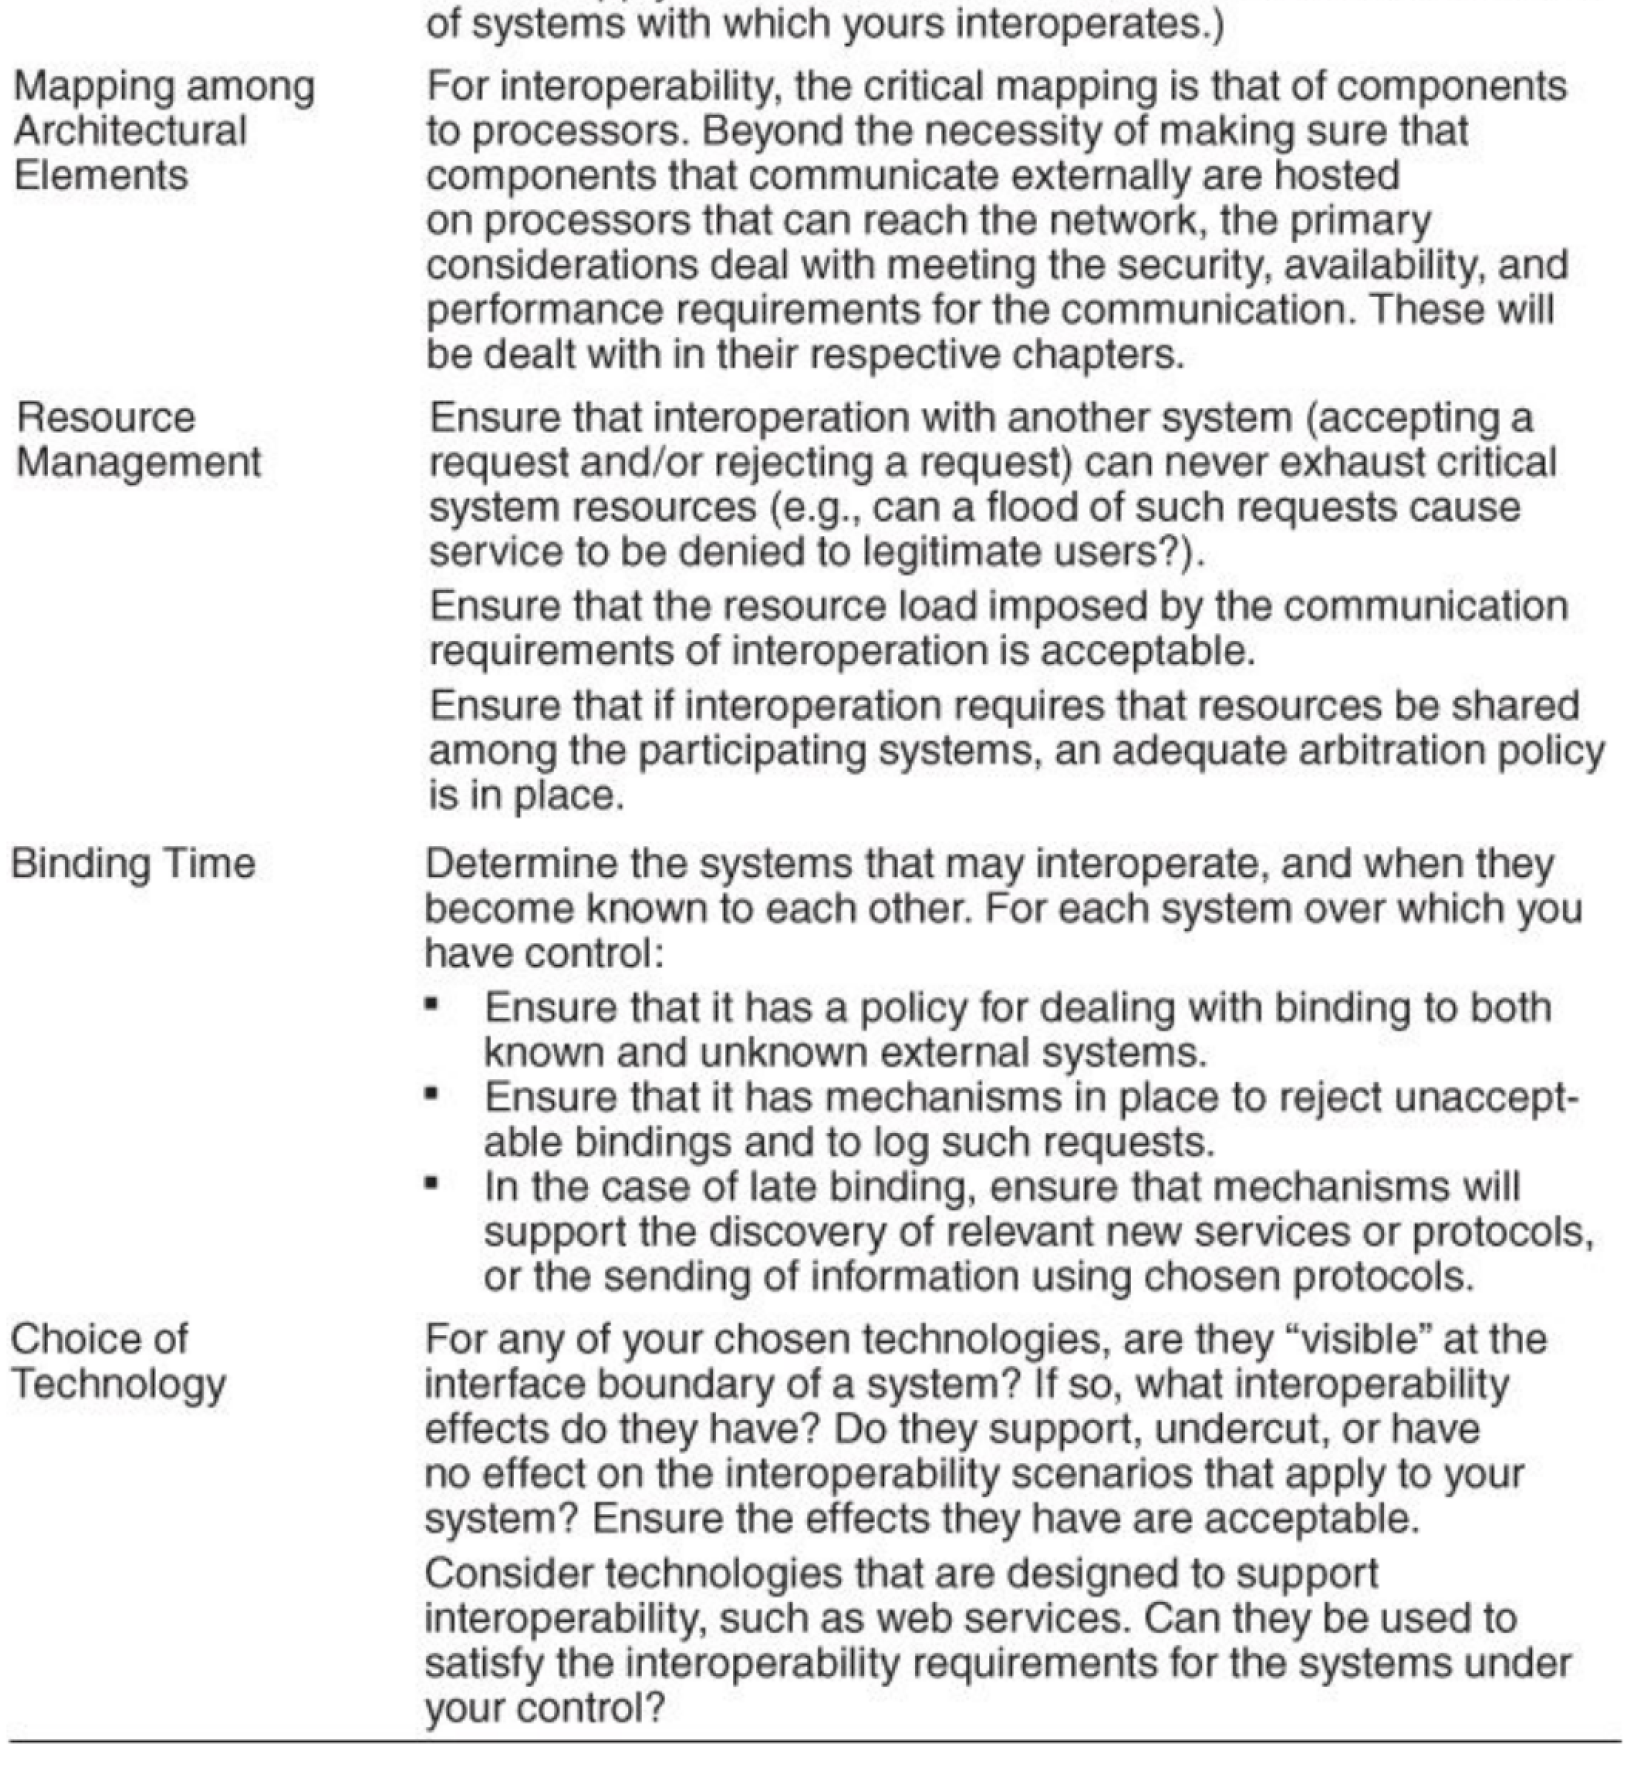 of systems with which yours interoperates.)
Mapping among
Architectural
Elements
For interoperability, the critical mapping is that of components
to processors. Beyond the necessity of making sure that
components that communicate externally are hosted
on processors that can reach the network, the primary
considerations deal with meeting the security, availability, and
performance requirements for the communication. These will
be dealt with in their respective chapters.
Resource
Management
Ensure that interoperation with another system (accepting a
request and/or rejecting a request) can never exhaust critical
system resources (e.g., can a flood of such requests cause
service to be denied to legitimate users?).
Ensure that the resource load imposed by the communication
requirements of interoperation is acceptable.
Ensure that if interoperation requires that resources be shared
among the participating systems, an adequate arbitration policy
is in place.
Binding Time
Determine the systems that may interoperate, and when they
become known to each other. For each system over which you
have control:
▪ Ensure that it has a policy for dealing with binding to both
known and unknown external systems.
▪ Ensure that it has mechanisms in place to reject unaccept-
able bindings and to log such requests.
▪ In the case of late binding, ensure that mechanisms will
support the discovery of relevant new services or protocols,
or the sending of information using chosen protocols.
Choice of
Technology
For any of your chosen technologies, are they “visible” at the
interface boundary of a system? If so, what interoperability
effects do they have? Do they support, undercut, or have
no effect on the interoperability scenarios that apply to your
system? Ensure the effects they have are acceptable.
Consider technologies that are designed to support
interoperability, such as web services. Can they be used to
satisfy the interoperability requirements for the systems under
your control?